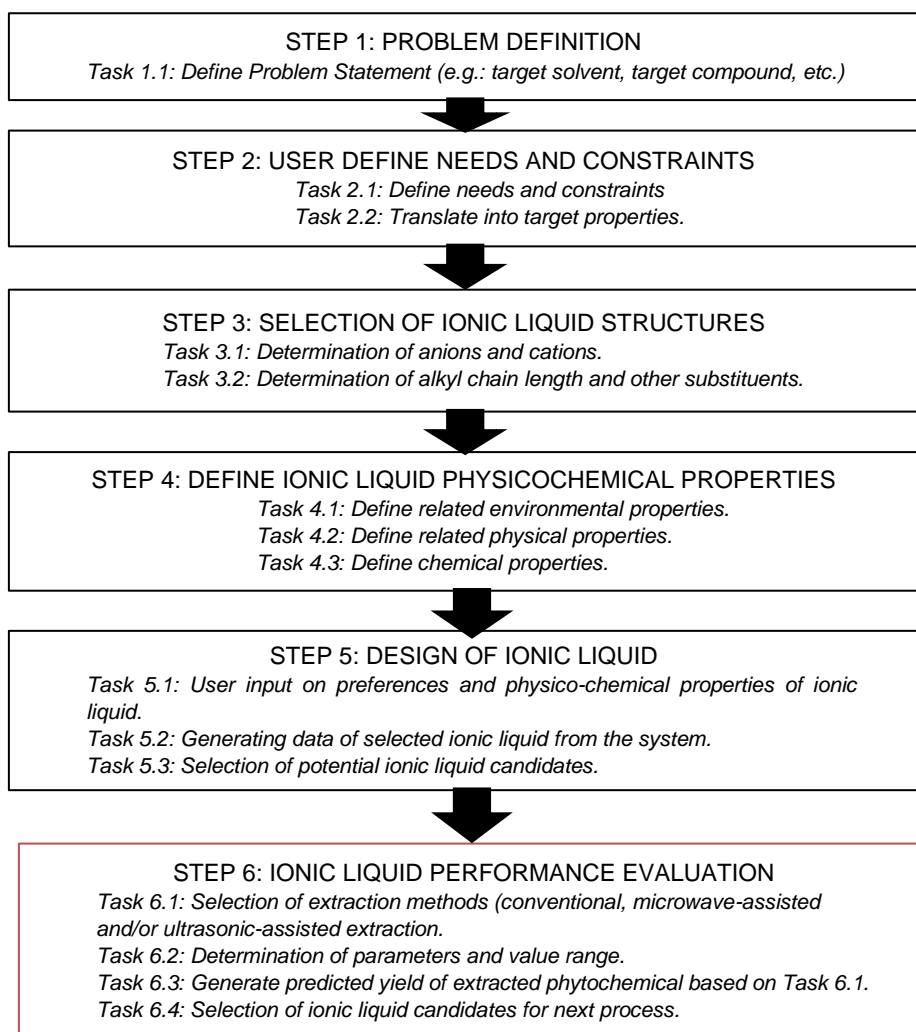 STEP 1: PROBLEM DEFINITION
Task 1.1: Define Problem Statement (e.g.: target solvent, target compound, etc.)
STEP 2: USER DEFINE NEEDS AND CONSTRAINTS
Task 2.1: Define needs and constraints
Task 2.2: Translate into target properties.
STEP 3: SELECTION OF IONIC LIQUID STRUCTURES
Task 3.1: Determination of anions and cations.
Task 3.2: Determination of alkyl chain length and other substituents.
STEP 4: DEFINE IONIC LIQUID PHYSICOCHEMICAL PROPERTIES
Task 4.1: Define related environmental properties.
Task 4.2: Define related physical properties.
Task 4.3: Define chemical properties.
STEP 5: DESIGN OF IONIC LIQUID
Task 5.1: User input on preferences and physico-chemical properties of ionic
liquid.
Task 5.2: Generating data of selected ionic liquid from the system.
Task 5.3: Selection of potential ionic liquid candidates.
STEP 6: IONIC LIQUID PERFORMANCE EVALUATION
Task 6.1: Selection of extraction methods (conventional, microwave-assisted
and/or ultrasonic-assisted extraction.
Task 6.2: Determination of parameters and value range.
Task 6.3: Generate predicted yield of extracted phytochemical based on Task 6.1.
Task 6.4: Selection of ionic liquid candidates for next process.